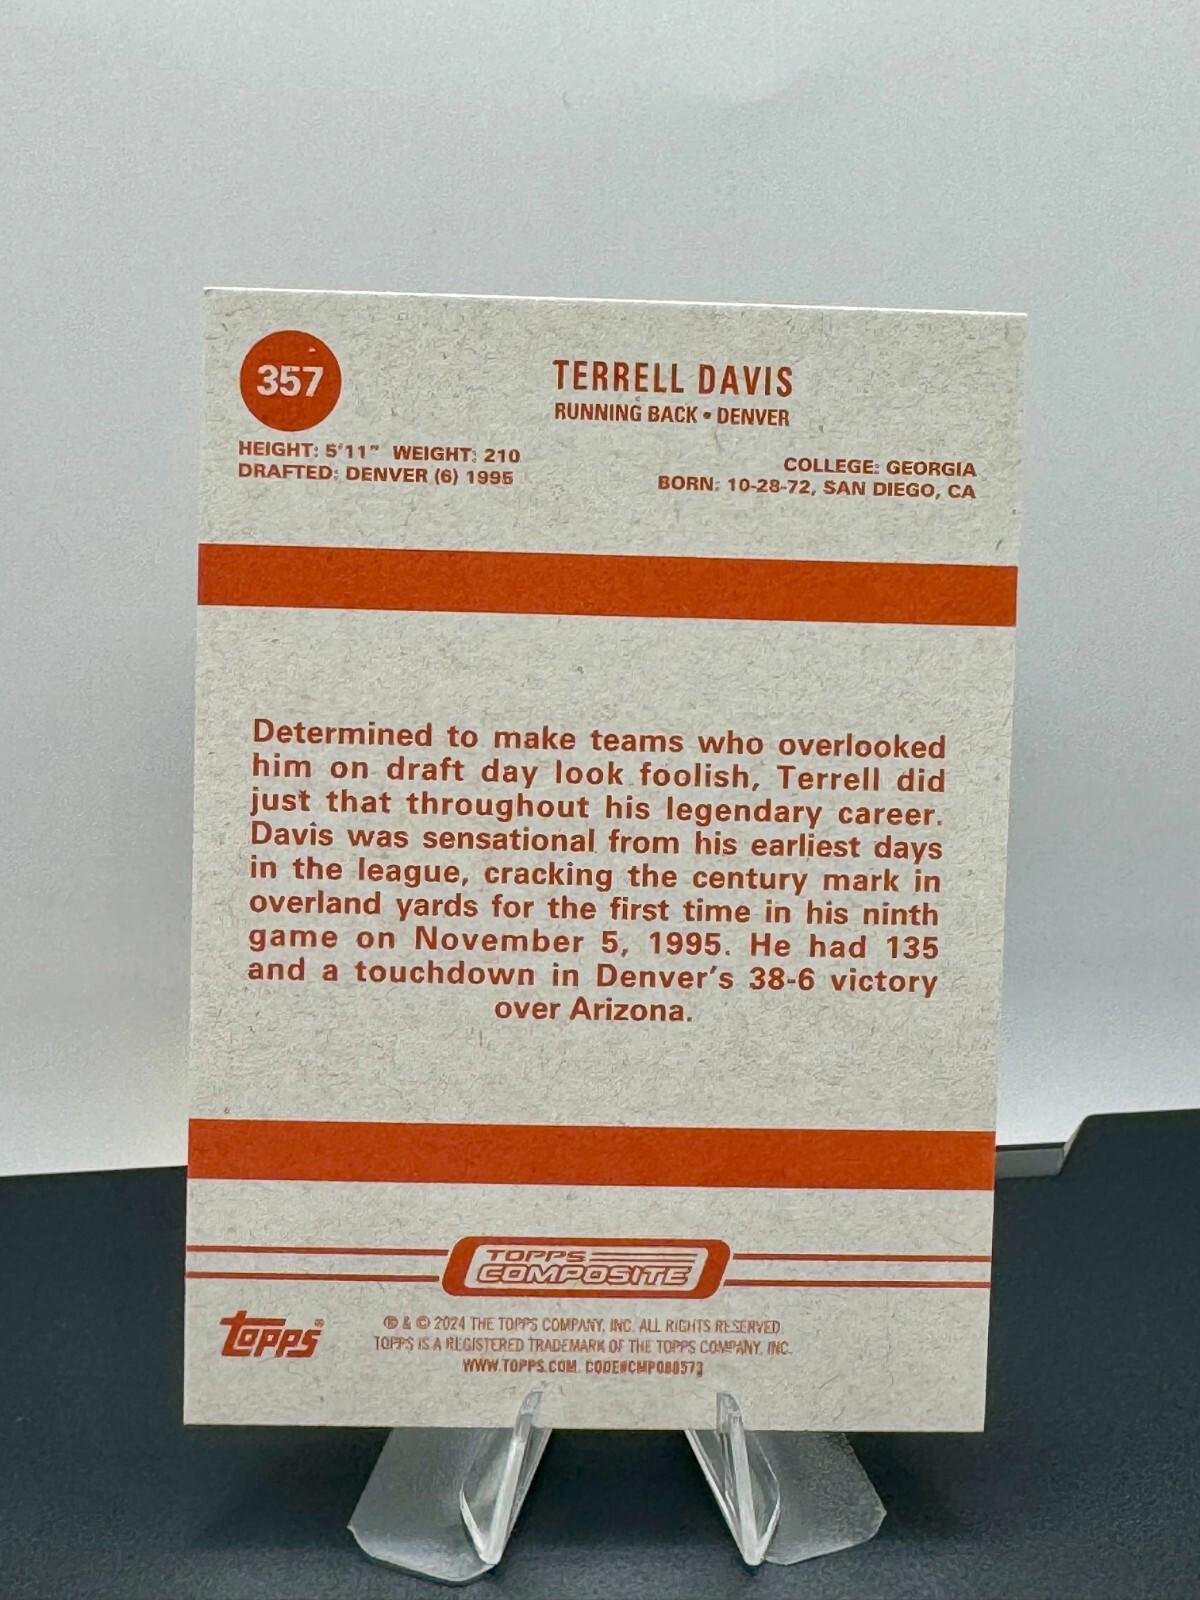 357
TERRELL DAVIS
RUNNING BACK • DENVER
HEIGHT: 5'11" WEIGHT: 210
DRAFTED: DENVER (6) 1995
COLLEGE: GEORGIA
BORN: 10-28-72, SAN DIEGO, CA
Determined to make teams who overlooked
him on draft day look foolish, Terrell did
just that throughout his legendary career.
Davis was sensational from his earliest days
in the league, cracking the century mark in
overland yards for the first time in his ninth
game on November 5, 1995. He had 135
and a touchdown in Denver's 38-6 victory
over Arizona.
TOPPS
COMPOSITE
Topps®
® & © 2024 THE TOPPS COMPANY, INC. ALL RIGHTS RESERVED.
TOPPS IS A REGISTERED TRADEMARK OF THE TOPPS COMPANY, INC.
WWW.TOPPS.COM. CODE#CMP088573